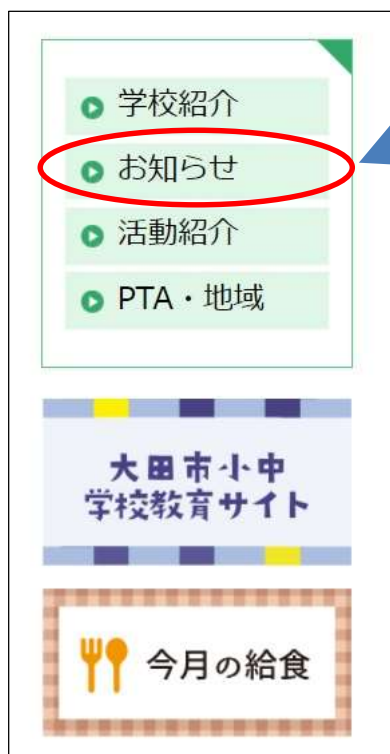 学校紹介
お知らせ
活動紹介
PTA・地域
大田市小中
学校教育サイト
今月の給食